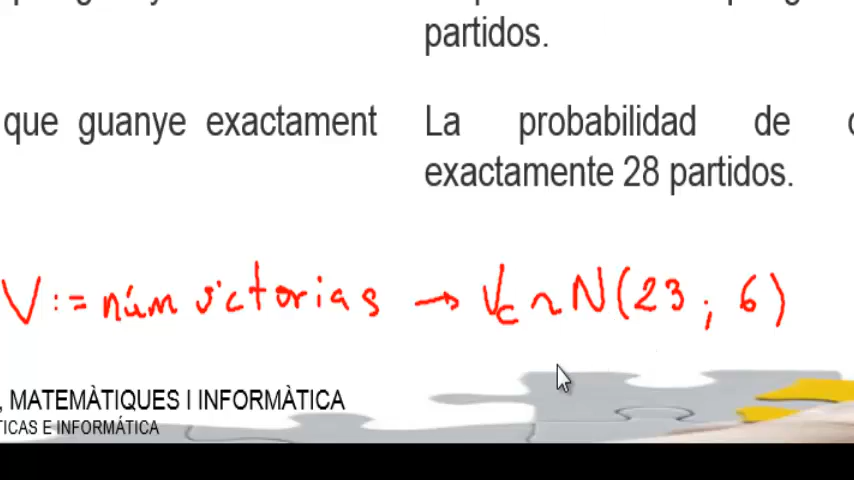 partidos.
que guanye exactament
La probabilidad de
exactamente 28 partidos.
V := núm victorias → Vc ~ N(23 ; 6)
, MATEMÀTIQUES I INFORMÀTICA
TICAS E INFORMÁTICA